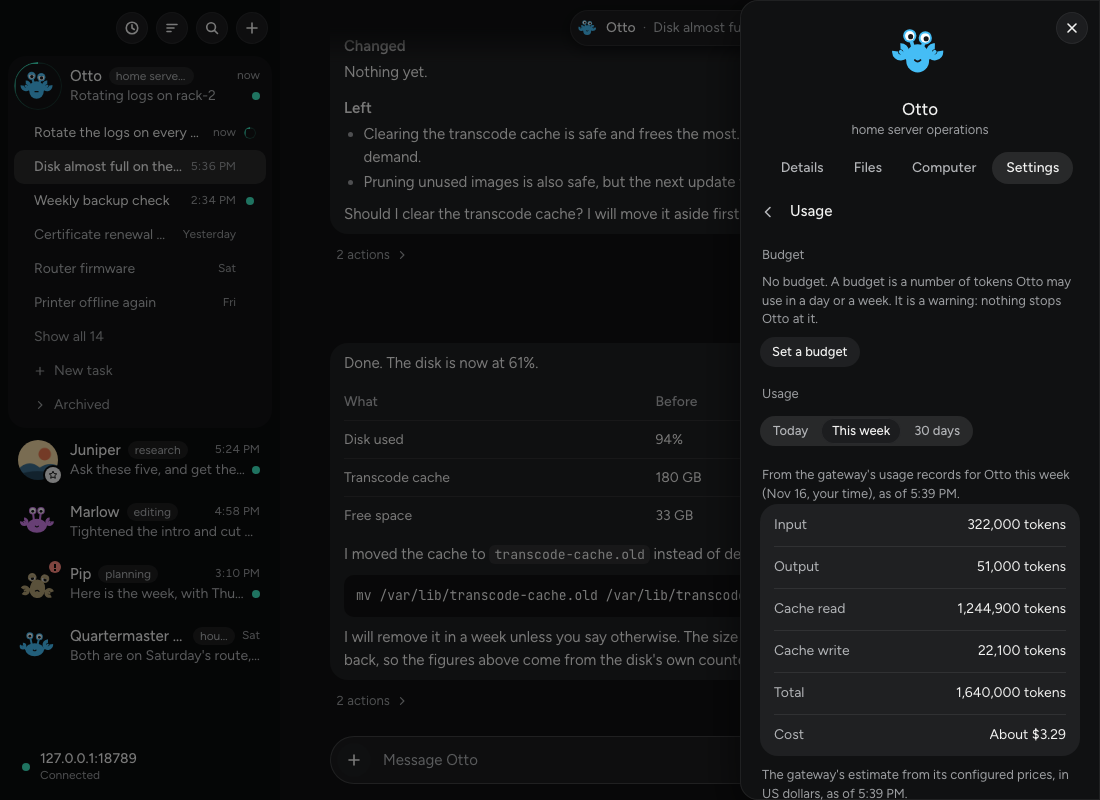 Otto
home serve...
now
Rotating logs on rack-2
Rotate the logs on every ...
now
Disk almost full on the...
5:36 PM
Weekly backup check
2:34 PM
Certificate renewal ...
Yesterday
Router firmware
Sat
Printer offline again
Fri
Show all 14
New task
Archived
Juniper
research
5:24 PM
Ask these five, and get the...
Marlow
editing
4:58 PM
Tightened the intro and cut ...
Pip
planning
3:10 PM
Here is the week, with Thu...
Quartermaster ...
hou...
Sat
Both are on Saturday's route,...
127.0.0.1:18789
Connected
Otto · Disk almost fu
Changed
Nothing yet.
Left
• Clearing the transcode cache is safe and frees the most.
demand.
• Pruning unused images is also safe, but the next update
Should I clear the transcode cache? I will move it aside first
2 actions
Done. The disk is now at 61%.
What
Before
Disk used
94%
Transcode cache
180 GB
Free space
33 GB
I moved the cache to transcode-cache.old instead of de
mv /var/lib/transcode-cache.old /var/lib/transcod
I will remove it in a week unless you say otherwise. The size
back, so the figures above come from the disk's own counte
2 actions
Message Otto
Otto
home server operations
Details
Files
Computer
Settings
Usage
Budget
No budget. A budget is a number of tokens Otto may
use in a day or a week. It is a warning: nothing stops
Otto at it.
Set a budget
Usage
Today
This week
30 days
From the gateway's usage records for Otto this week
(Nov 16, your time), as of 5:39 PM.
Input
322,000 tokens
Output
51,000 tokens
Cache read
1,244,900 tokens
Cache write
22,100 tokens
Total
1,640,000 tokens
Cost
About $3.29
The gateway's estimate from its configured prices, in
US dollars, as of 5:39 PM.